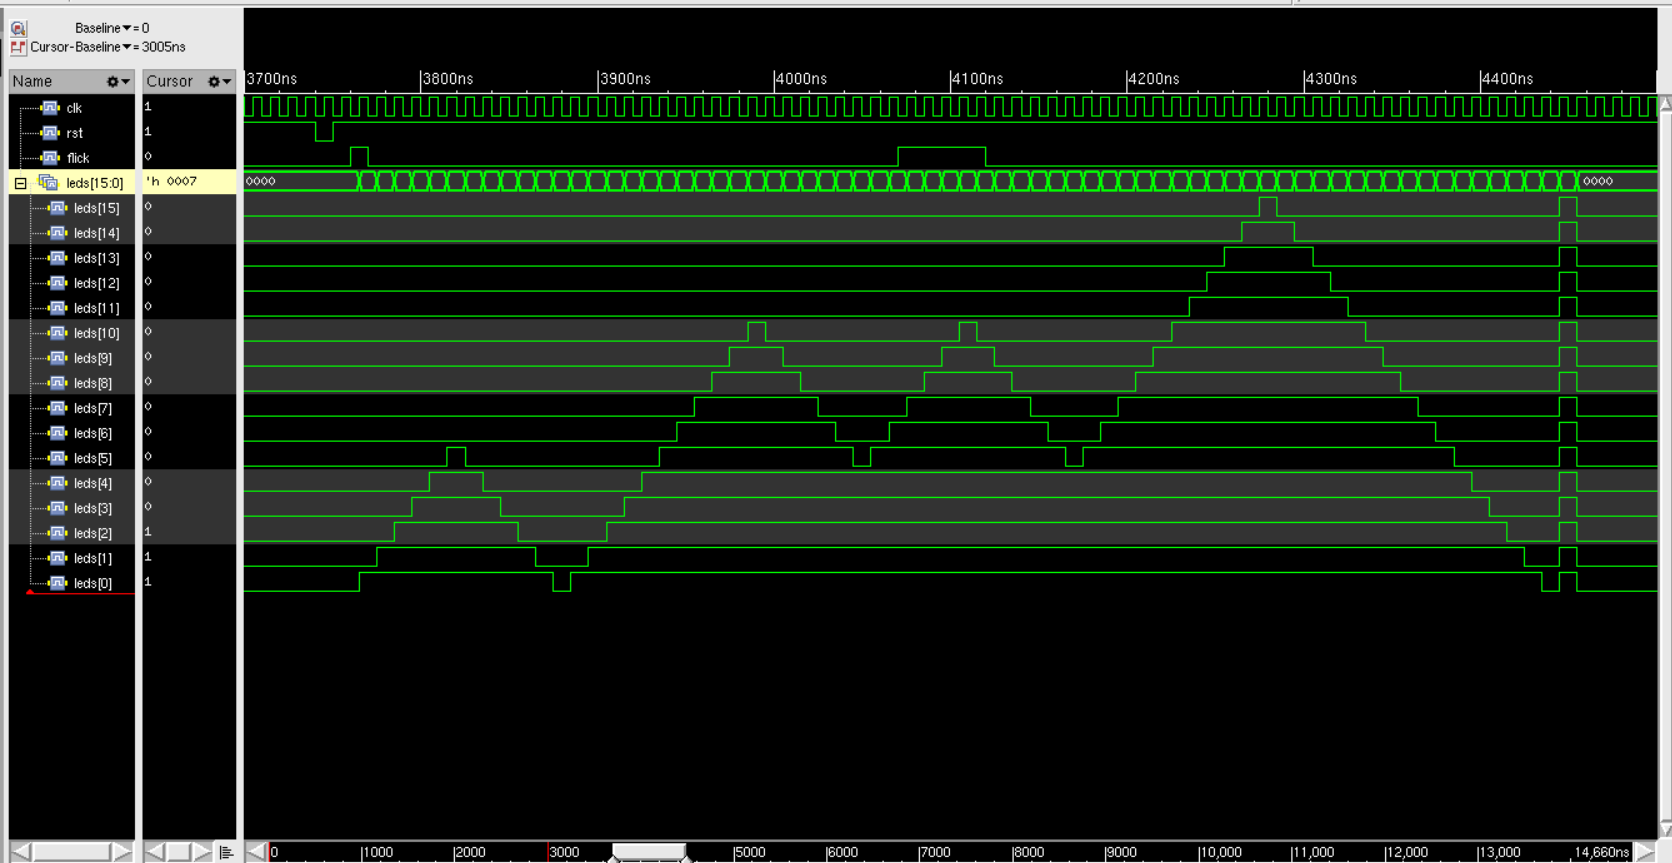 Baseline▼= 0
Cursor-Baseline▼= 3005ns
Name Cursor
3700ns 3800ns 3900ns 4000ns 4100ns 4200ns 4300ns 4400ns
clk 1
rst 1
flick 0
leds[15:0] 'h 0007 0000 0000
leds[15] 0
leds[14] 0
leds[13] 0
leds[12] 0
leds[11] 0
leds[10] 0
leds[9] 0
leds[8] 0
leds[7] 0
leds[6] 0
leds[5] 0
leds[4] 0
leds[3] 0
leds[2] 1
leds[1] 1
leds[0] 1
0 1000 2000 3000 5000 6000 7000 8000 9000 10,000 11,000 12,000 13,000 14,660ns